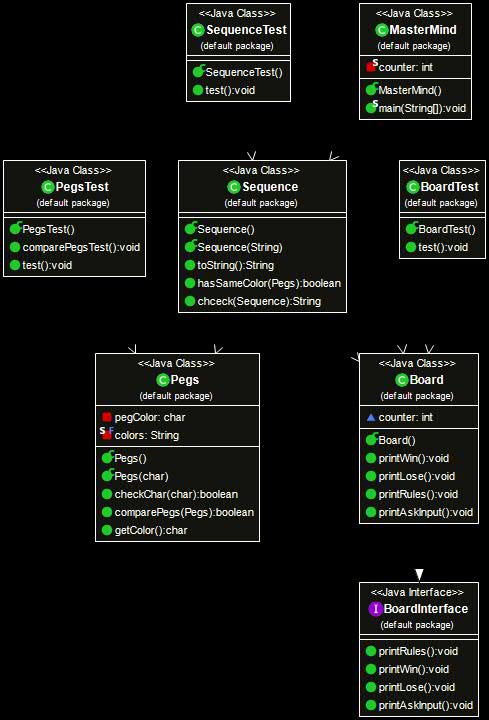 <<Java Class>>
SequenceTest
(default package)
SequenceTest()
test():void
<<Java Class>>
MasterMind
(default package)
counter: int
MasterMind()
main(String[]):void
<<Java Class>>
PegsTest
(default package)
PegsTest()
comparePegsTest():void
test():void
<<Java Class>>
Sequence
(default package)
Sequence()
Sequence(String)
toString():String
hasSameColor(Pegs):boolean
chceck(Sequence):String
<<Java Class>>
BoardTest
(default package)
BoardTest()
test():void
<<Java Class>>
Pegs
(default package)
pegColor: char
colors: String
Pegs()
Pegs(char)
checkChar(char):boolean
comparePegs(Pegs):boolean
getColor():char
<<Java Class>>
Board
(default package)
counter: int
Board()
printWin():void
printLose():void
printRules():void
printAskInput():void
<<Java Interface>>
BoardInterface
(default package)
printRules():void
printWin():void
printLose():void
printAskInput():void